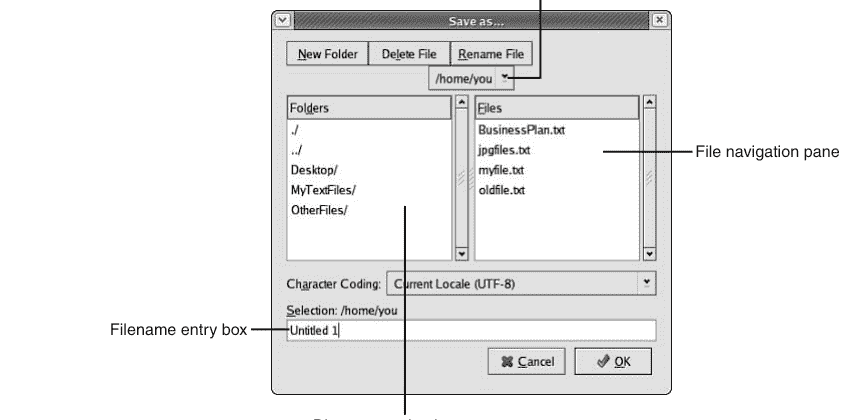 Save as...
New Folder Delete File Rename File
/home/you
Folders Files
./ BusinessPlan.txt
../ jpgfiles.txt
Desktop/ myfile.txt
MyTextFiles/ oldfile.txt
OtherFiles/
File navigation pane
Character Coding: Current Locale (UTF-8)
Selection: /home/you
Filename entry box
Untitled 1
Cancel OK